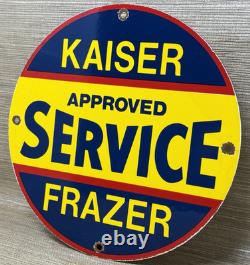 KAISER
APPROVED
SERVICE
FRAZER